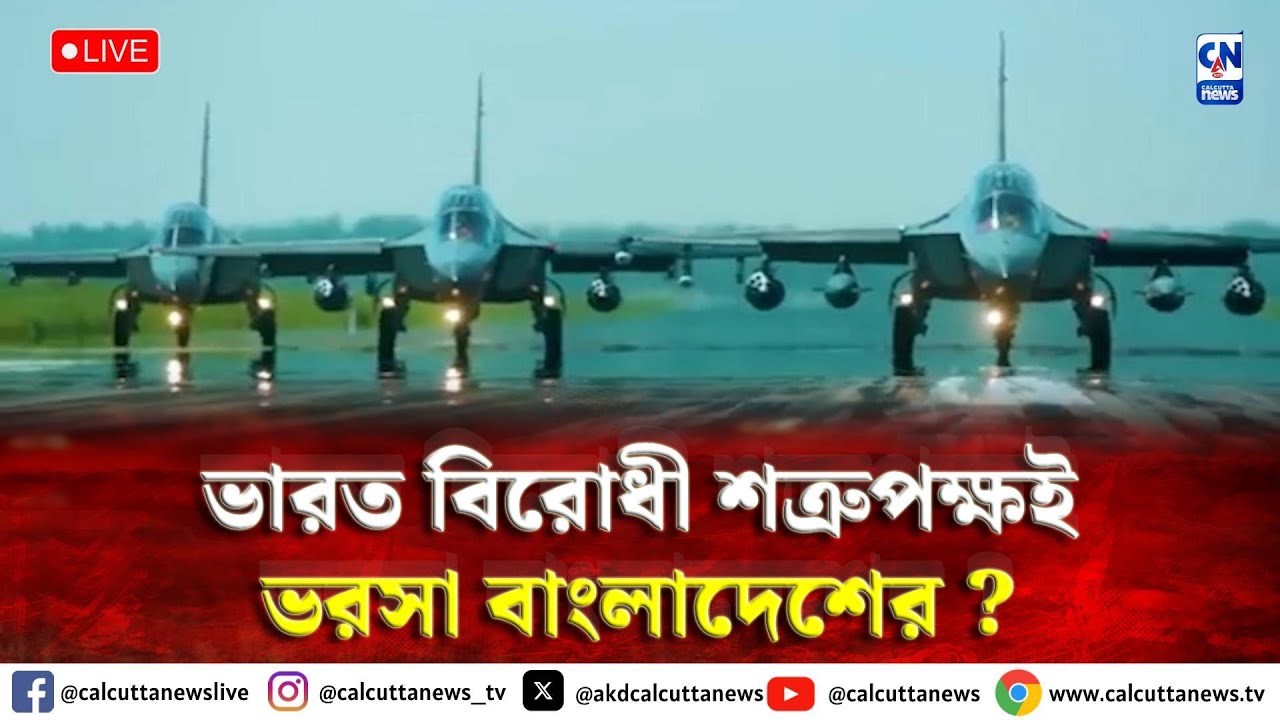 LIVE
CN
CALCUTTA
news
ভারত বিরোধী শত্রুপক্ষই
ভরসা বাংলাদেশের ?
@calcuttanewslive @calcuttanews_tv @akdcalcuttanews @calcuttanews www.calcuttanews.tv